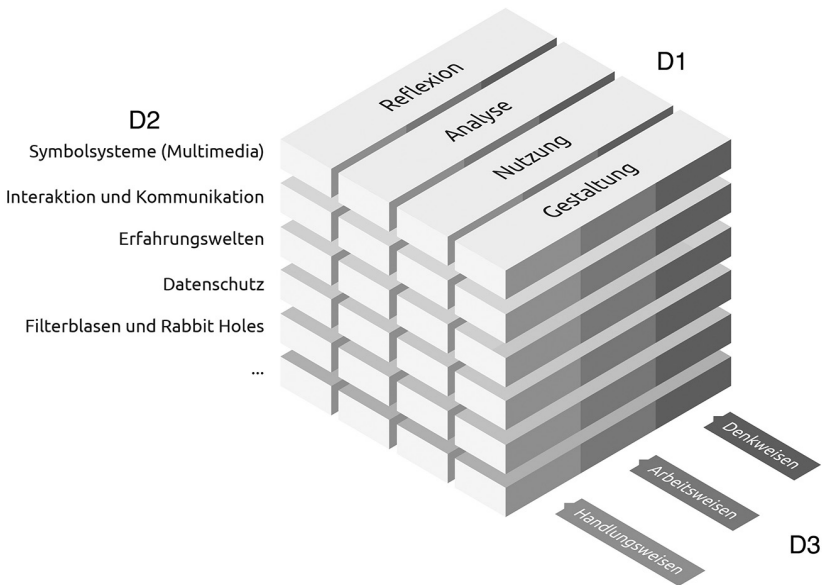 D1
D2
Reflexion
Analyse
Nutzung
Gestaltung
Symbolsysteme (Multimedia)
Interaktion und Kommunikation
Erfahrungswelten
Datenschutz
Filterblasen und Rabbit Holes
...
Denkweisen
Arbeitsweisen
Handlungsweisen
D3